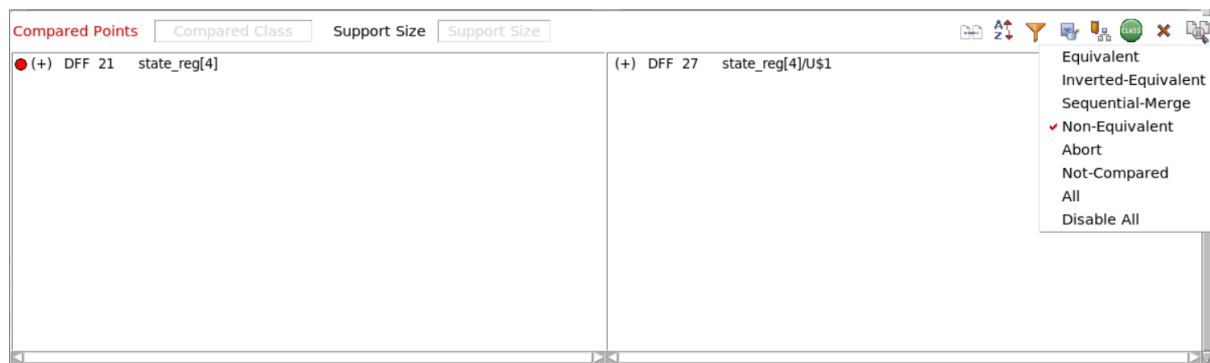 Compared Points Compared Class Support Size Support Size A Z CLASS
(+) DFF 21 state_reg[4]
(+) DFF 27 state_reg[4]/U$1
Equivalent
Inverted-Equivalent
Sequential-Merge
Non-Equivalent
Abort
Not-Compared
All
Disable All